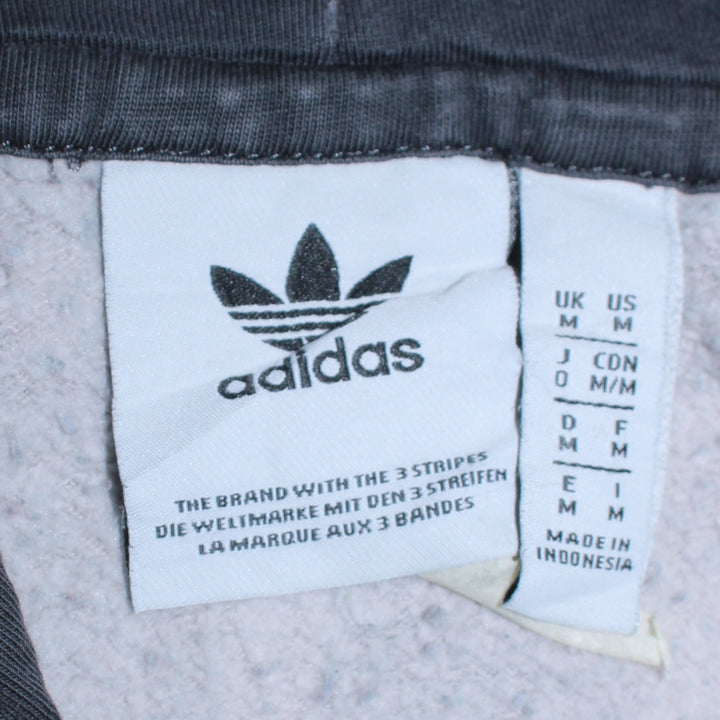 adidas
THE BRAND WITH THE 3 STRIPES
DIE WELTMARKE MIT DEN 3 STREIFEN
LA MARQUE AUX 3 BANDES
UK US
M M
J CDN
O M/M
D F
M M
E I
M M
MADE IN
INDONESIA